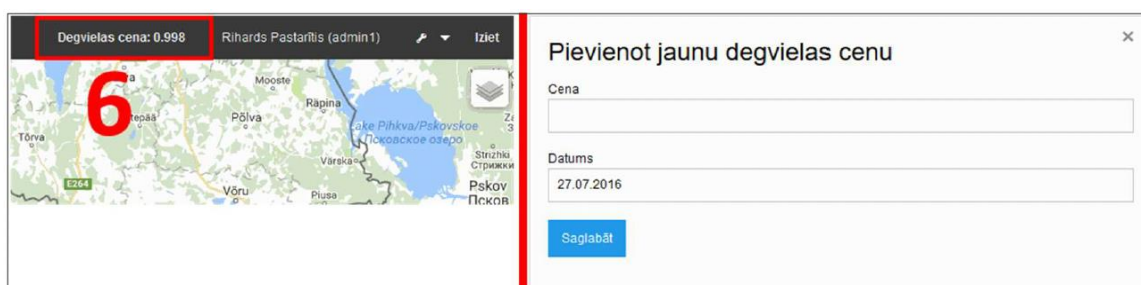 Degvielas cena: 0.998
Rihards Pastarītis (admin1)
Iziet
6
Mooste
Räpina
Põlva
Lake Pihkva/Pskovskoe
Псковское озеро
Tõrva
Värska
Strizhki
Стрижки
E264
Võru
Piusa
Pskov
Псков
Pievienot jaunu degvielas cenu
×
Cena
Datums
27.07.2016
Saglabāt